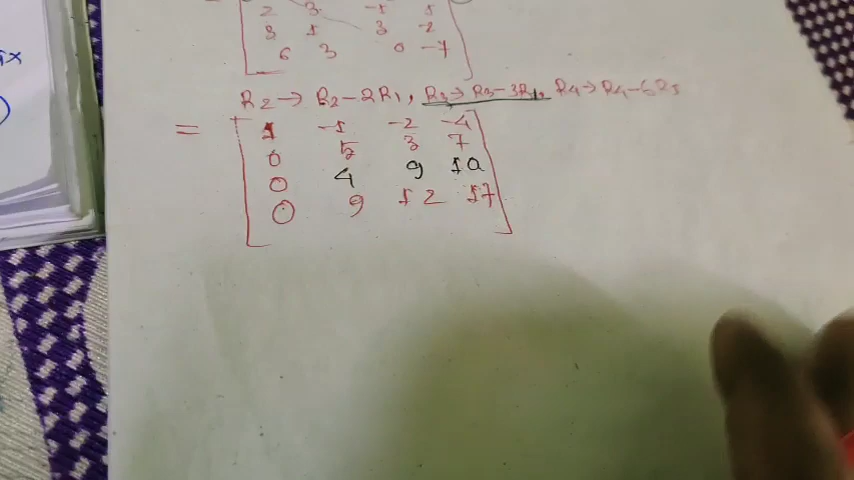 2 3 -1 1
3 1 3 -2
6 3 0 -7
R2 → R2-2R1, R3 → R3-3R1, R4 → R4-6R1
= 1 -1 -2 -4
0 5 3 7
0 4 9 10
0 9 12 17